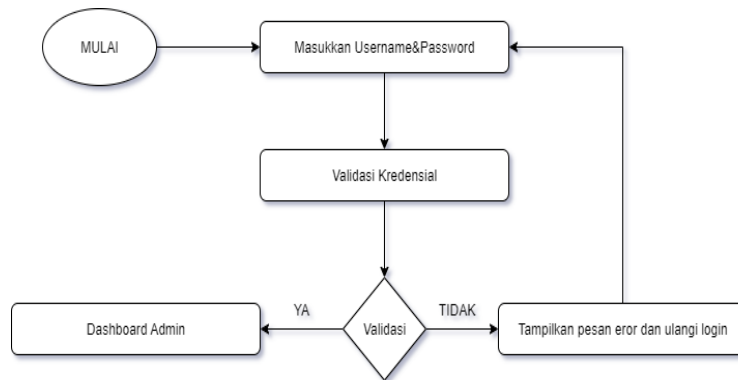 MULAI
Masukkan Username&Password
Validasi Kredensial
YA
TIDAK
Dashboard Admin
Validasi
Tampilkan pesan eror dan ulangi login